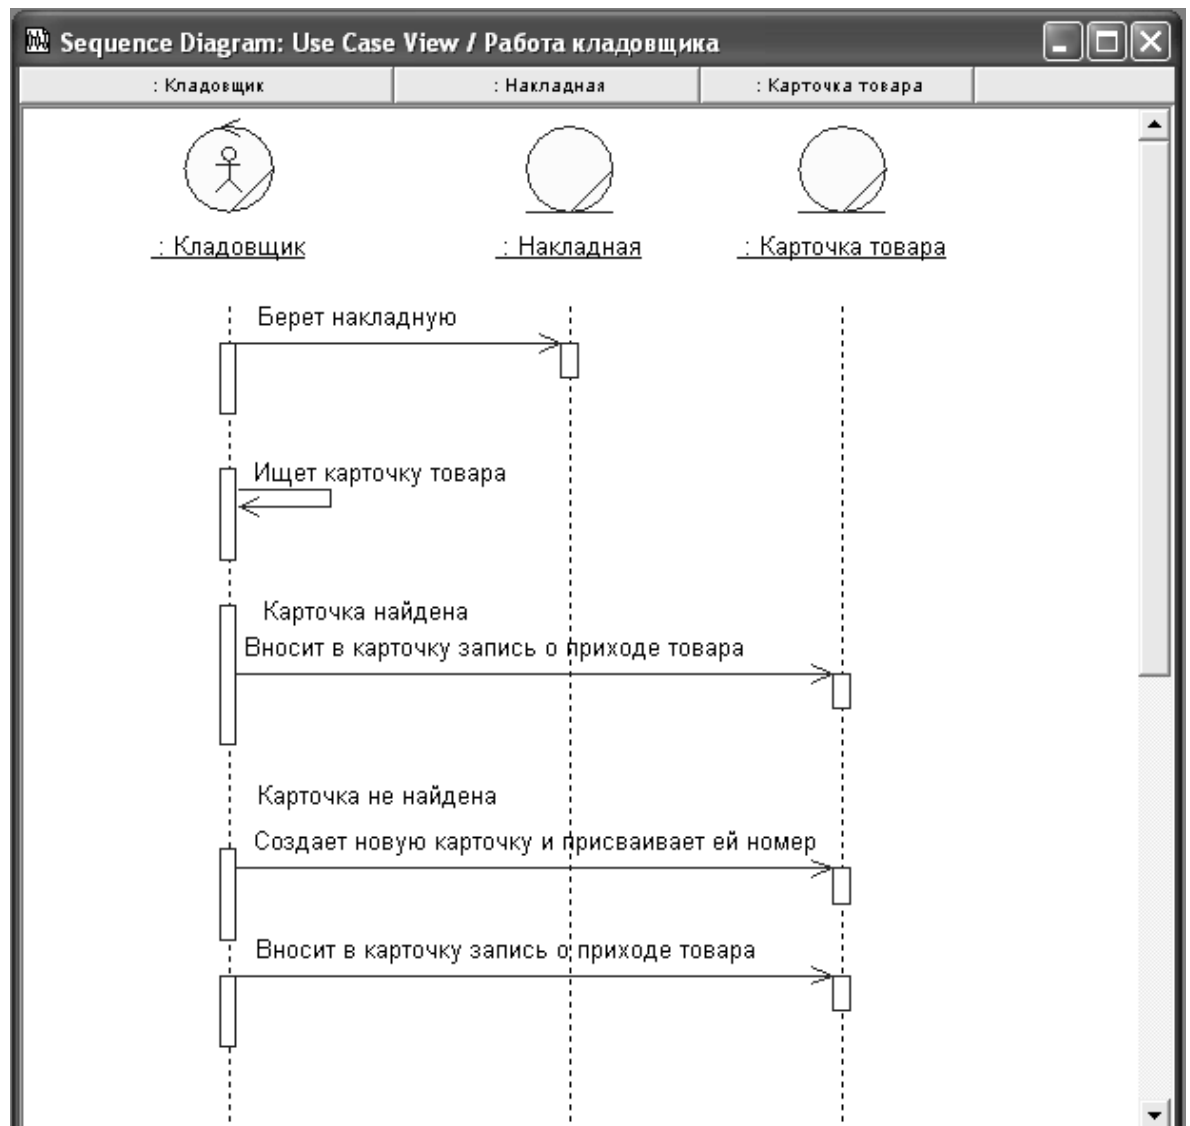 Sequence Diagram: Use Case View / Работа кладовщика
: Кладовщик : Накладная : Карточка товара
: Кладовщик : Накладная : Карточка товара
Берет накладную
Ищет карточку товара
Карточка найдена
Вносит в карточку запись о приходе товара
Карточка не найдена
Создает новую карточку и присваивает ей номер
Вносит в карточку запись о приходе товара